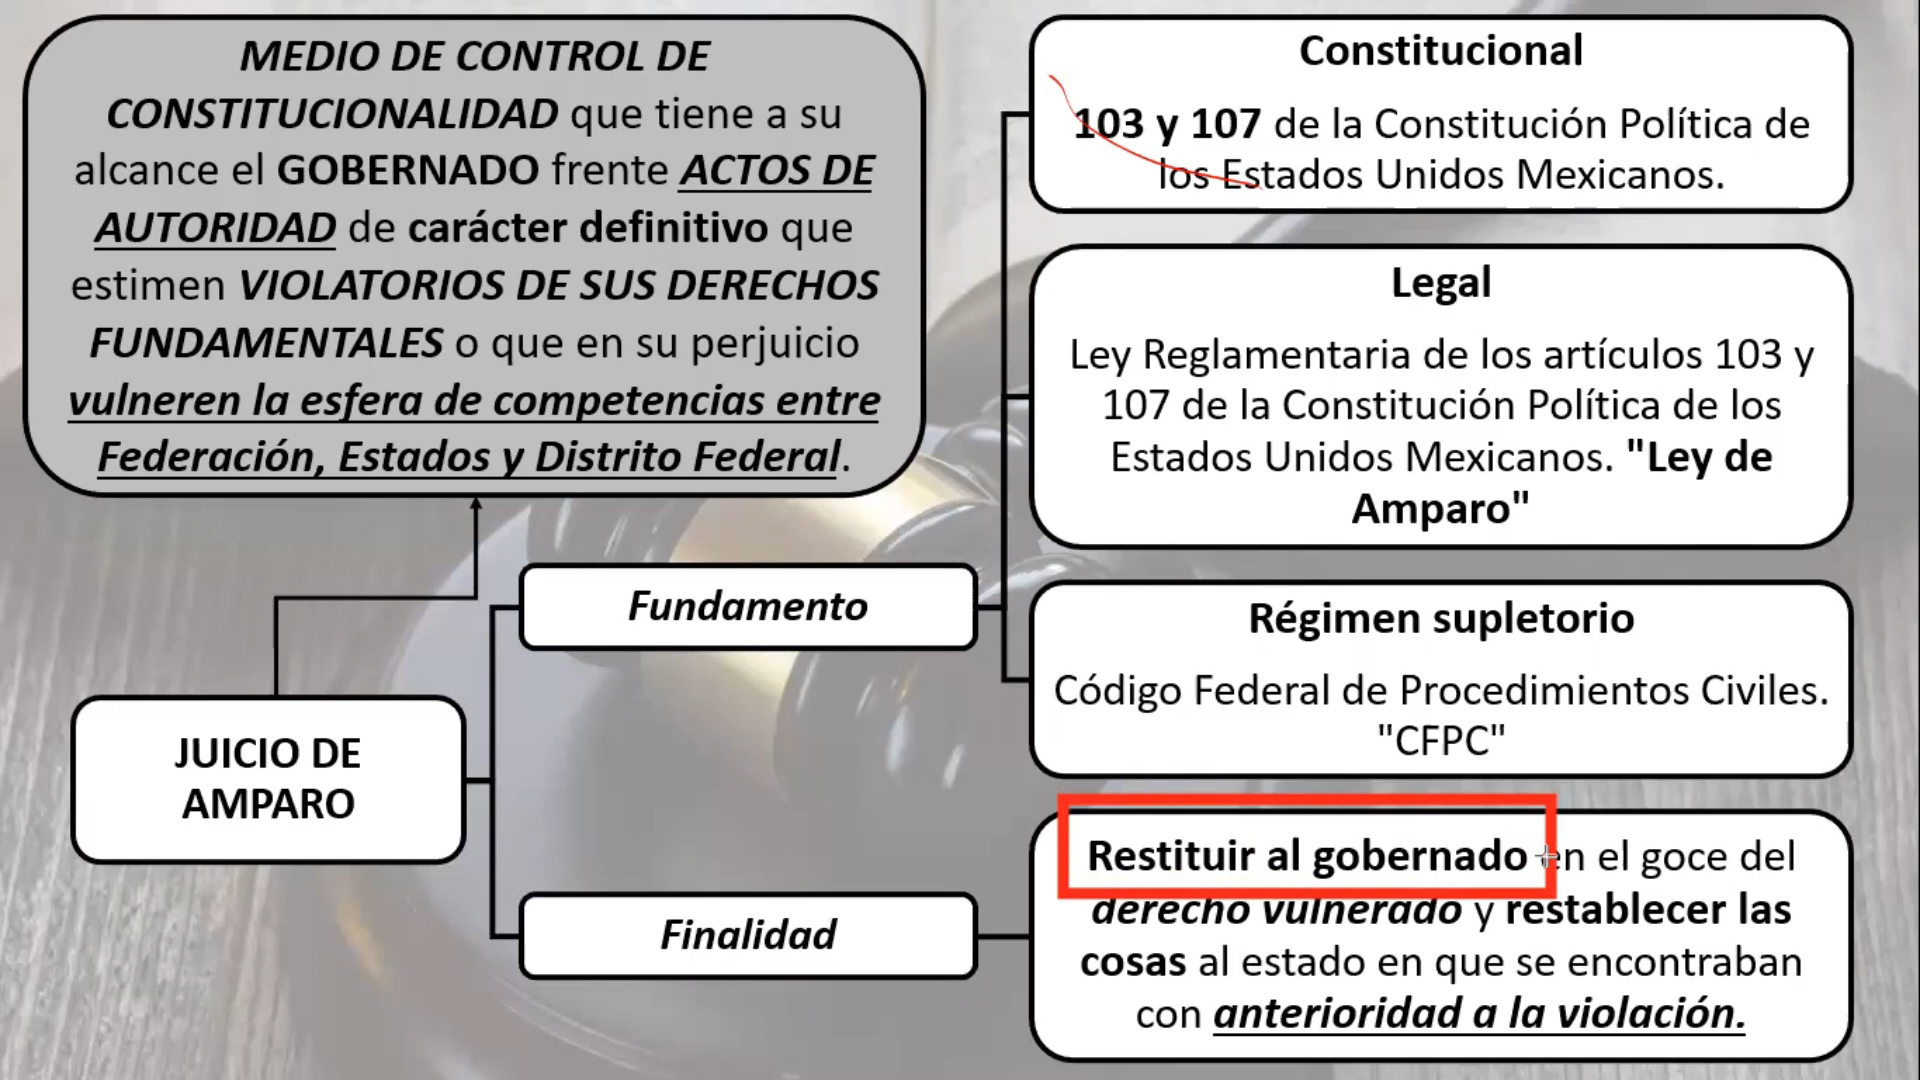 MEDIO DE CONTROL DE
CONSTITUCIONALIDAD que tiene a su
alcance el GOBERNADO frente ACTOS DE
AUTORIDAD de carácter definitivo que
estimen VIOLATORIOS DE SUS DERECHOS
FUNDAMENTALES o que en su perjuicio
vulneren la esfera de competencias entre
Federación, Estados y Distrito Federal.
JUICIO DE
AMPARO
Fundamento
Constitucional
103 y 107 de la Constitución Política de
los Estados Unidos Mexicanos.
Legal
Ley Reglamentaria de los artículos 103 y
107 de la Constitución Política de los
Estados Unidos Mexicanos. "Ley de
Amparo"
Régimen supletorio
Código Federal de Procedimientos Civiles.
"CFPC"
Finalidad
Restituir al gobernado en el goce del
derecho vulnerado y restablecer las
cosas al estado en que se encontraban
con anterioridad a la violación.